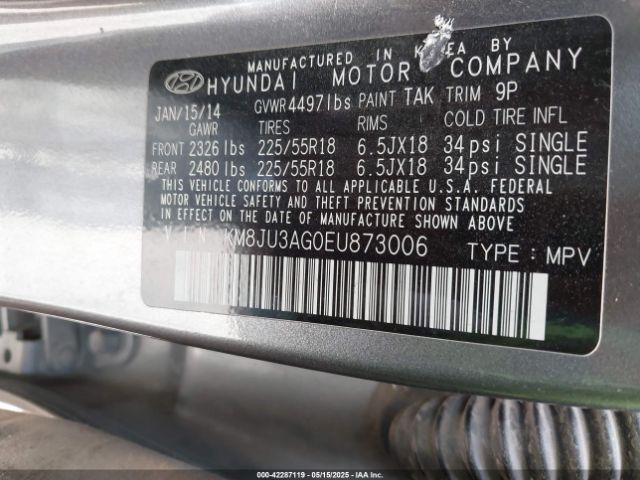 MANUFACTURED IN KOREA BY
HYUNDAI MOTOR COMPANY
JAN/15/14 GVWR 4497lbs PAINT TAK TRIM 9P
GAWR TIRES RIMS COLD TIRE INFL
FRONT 2326 lbs 225/55R18 6.5JX18 34psi SINGLE
REAR 2480 lbs 225/55R18 6.5JX18 34psi SINGLE
THIS VEHICLE CONFORMS TO ALL APPLICABLE U.S.A. FEDERAL
MOTOR VEHICLE SAFETY AND THEFT PREVENTION STANDARDS
IN EFFECT ON THE DATE OF MANUFACTURE SHOWN ABOVE
VIN KM8JU3AG0EU873006 TYPE : MPV
000-42287119 - 05/15/2025 - Copyright IAA, Inc.